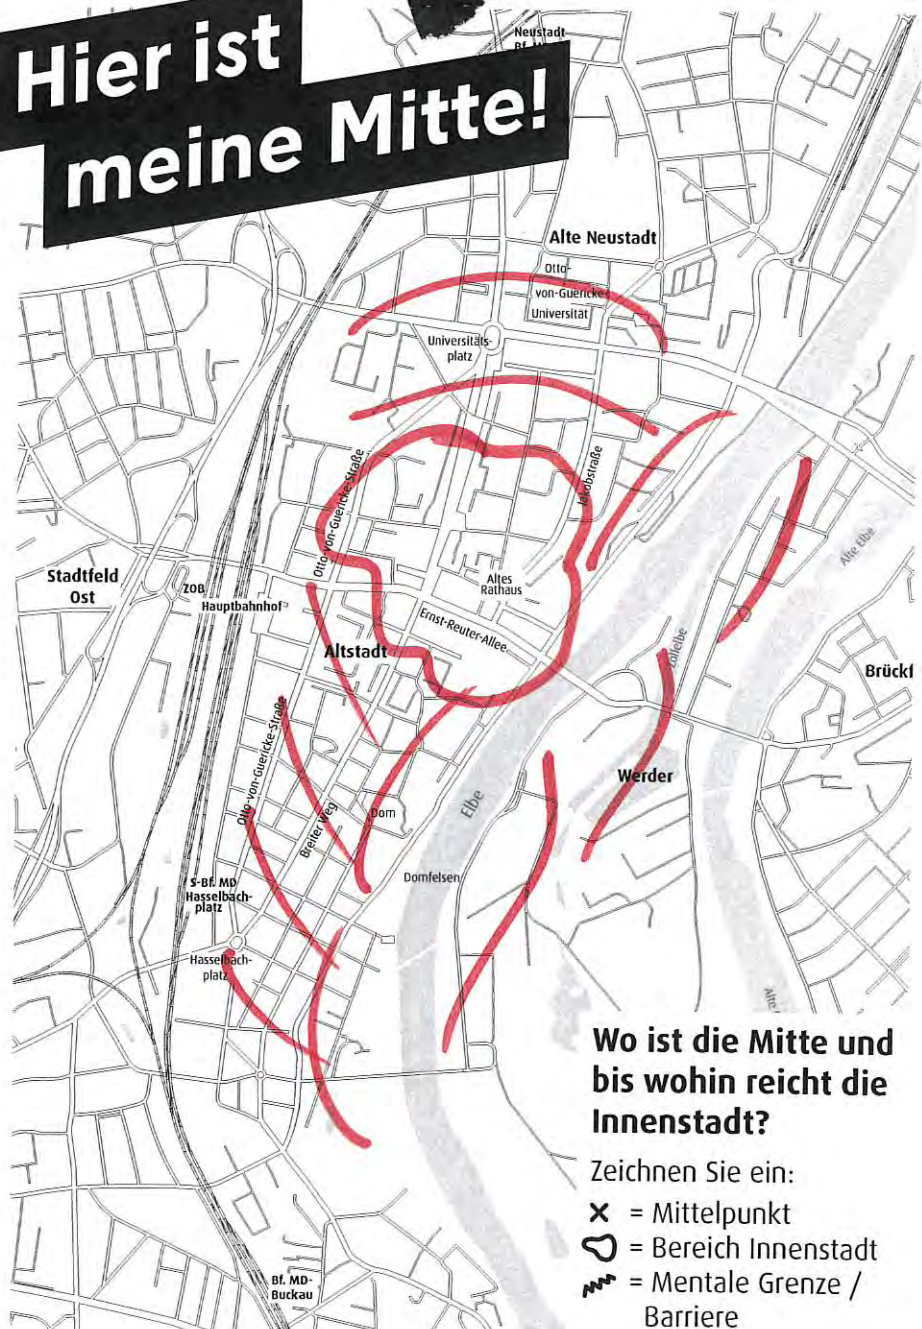 Hier ist
meine Mitte!
Neustadt
Alte Neustadt
Otto-
von-Guericke
Universität
Universitäts-
platz
Otto-von-Guericke-Straße
Jakobstraße
Alte Elbe
Stadtfeld
Ost
ZOB
Hauptbahnhof
Altes
Rathaus
Ernst-Reuter-Allee
Altstadt
Zollelbe
Brückf
Otto-von-Guericke-Straße
Werder
Elbe
Breiter Weg
Dom
Domfelsen
S-Bf. MD
Hasselbach-
platz
Hasselbach-
platz
Alte
Wo ist die Mitte und
bis wohin reicht die
Innenstadt?
Zeichnen Sie ein:
x = Mittelpunkt
= Bereich Innenstadt
= Mentale Grenze /
Barriere
Bf. MD-
Buckau